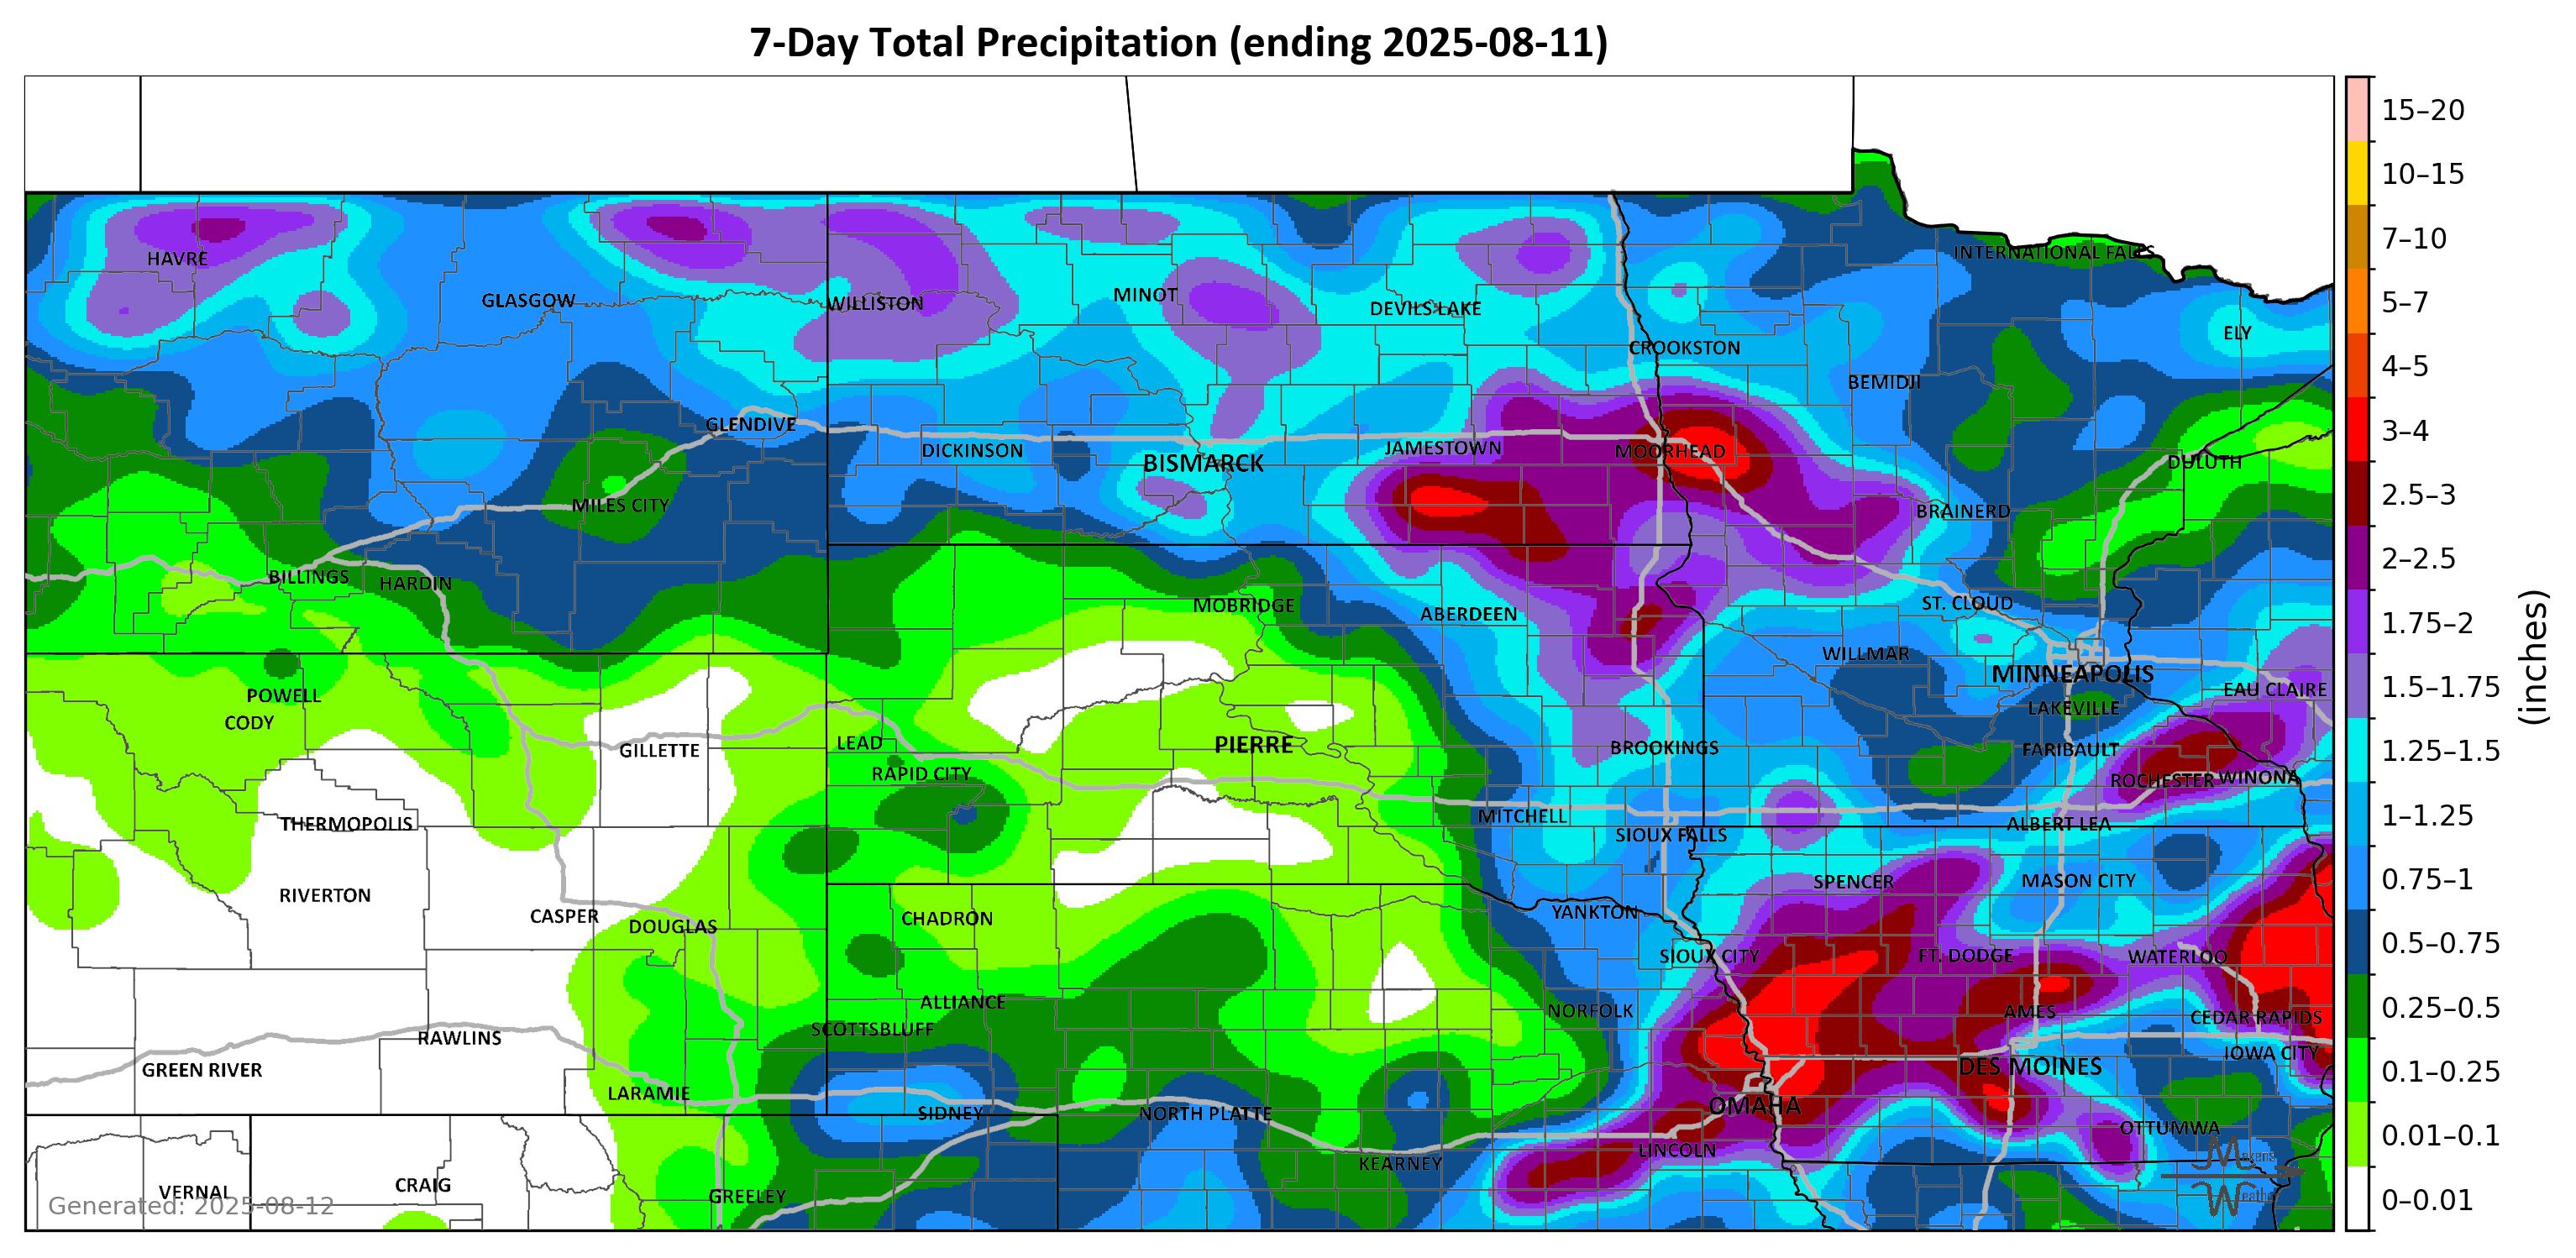 7-Day Total Precipitation (ending 2025-08-11)
15–20
10–15
7–10
5–7
4–5
3–4
2.5–3
2–2.5
1.75–2
1.5–1.75
1.25–1.5
1–1.25
0.75–1
0.5–0.75
0.25–0.5
0.1–0.25
0.01–0.1
0–0.01
(inches)
HAVRE
INTERNATIONAL FALLS
GLASGOW
WILLISTON
MINOT
DEVILS LAKE
ELY
CROOKSTON
BEMIDJI
GLENDIVE
DICKINSON
BISMARCK
JAMESTOWN
MOORHEAD
DULUTH
MILES CITY
BRAINERD
BILLINGS
HARDIN
MOBRIDGE
ABERDEEN
ST. CLOUD
WILLMAR
MINNEAPOLIS
POWELL
EAU CLAIRE
CODY
LAKEVILLE
GILLETTE
LEAD
PIERRE
BROOKINGS
FARIBAULT
RAPID CITY
ROCHESTER
WINONA
THERMOPOLIS
MITCHELL
SIOUX FALLS
ALBERT LEA
RIVERTON
SPENCER
MASON CITY
CASPER
DOUGLAS
CHADRON
YANKTON
SIOUX CITY
FT. DODGE
WATERLOO
ALLIANCE
NORFOLK
AMES
CEDAR RAPIDS
SCOTTSBLUFF
RAWLINS
GREEN RIVER
DES MOINES
IOWA CITY
LARAMIE
SIDNEY
NORTH PLATTE
OMAHA
OTTUMWA
KEARNEY
LINCOLN
VERNAL
CRAIG
GREELEY
Generated: 2025-08-12